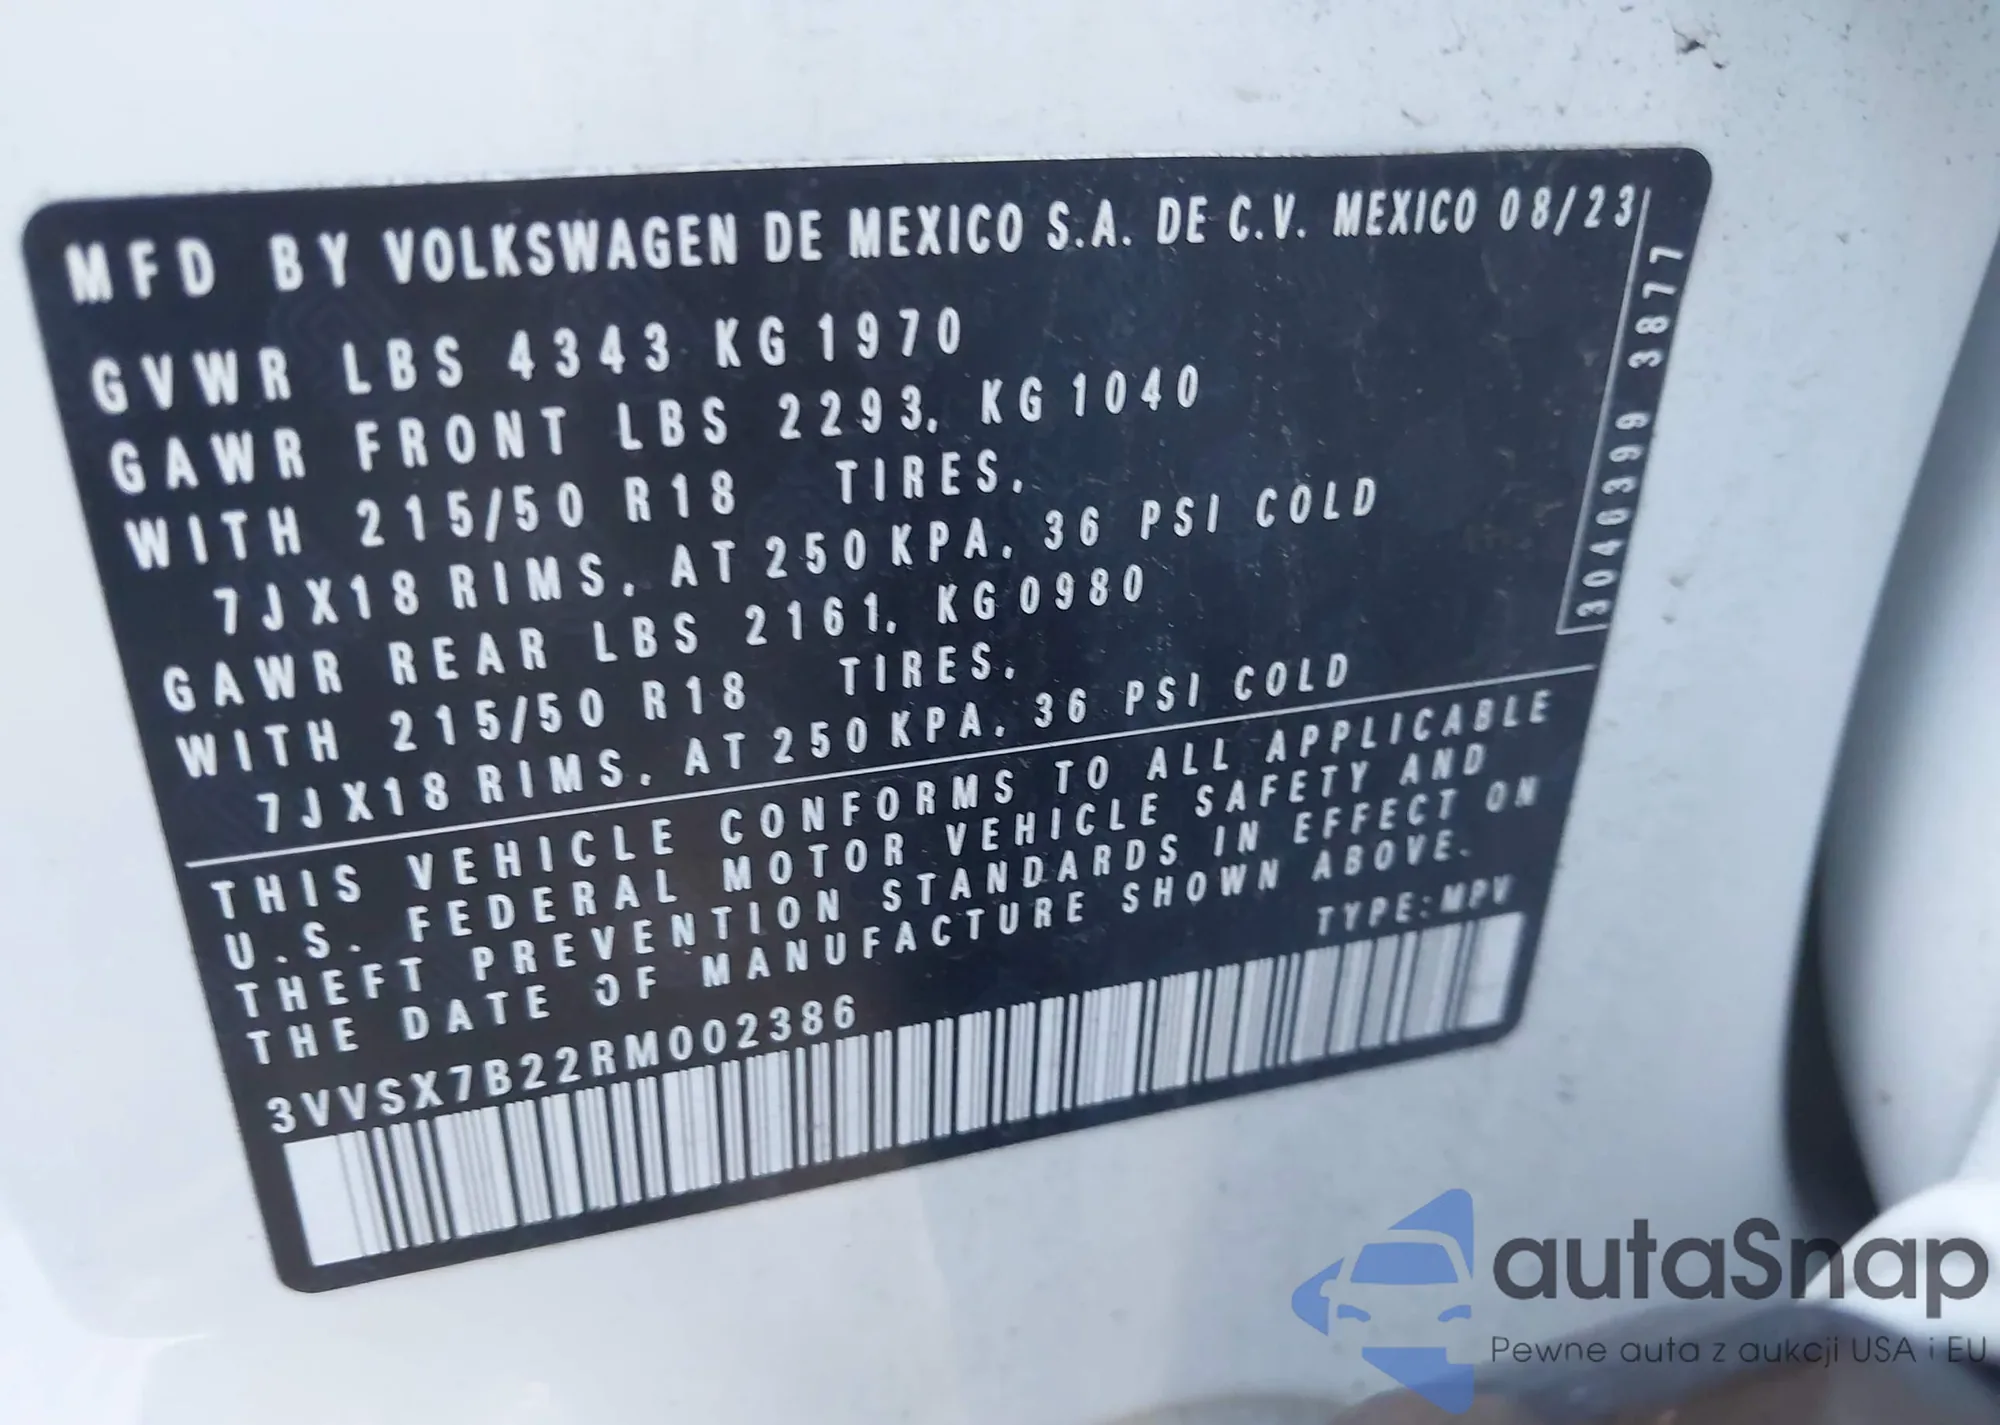 MFD BY VOLKSWAGEN DE MEXICO S.A. DE C.V. MEXICO 08/23
GVWR LBS 4343 KG 1970
GAWR FRONT LBS 2293, KG 1040
WITH 215/50 R18 TIRES,
7JX18 RIMS, AT 250 KPA, 36 PSI COLD
GAWR REAR LBS 2161, KG 0980
WITH 215/50 R18 TIRES,
7JX18 RIMS, AT 250 KPA, 36 PSI COLD
3046399 3877
THIS VEHICLE CONFORMS TO ALL APPLICABLE
U.S. FEDERAL MOTOR VEHICLE SAFETY AND
THEFT PREVENTION STANDARDS IN EFFECT ON
THE DATE OF MANUFACTURE SHOWN ABOVE.
TYPE: MPV
3VVSX7B22RM002386
autaSnap
Pewne auta z aukcji USA i EU